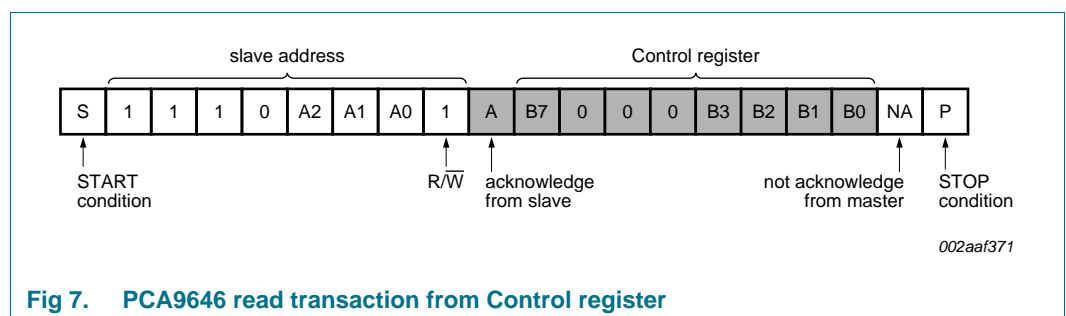 slave address
Control register
S 1 1 1 0 A2 A1 A0 1 A B7 0 0 0 B3 B2 B1 B0 NA P
START
condition
R/W̅
acknowledge
from slave
not acknowledge
from master
STOP
condition
002aaf371
Fig 7. PCA9646 read transaction from Control register